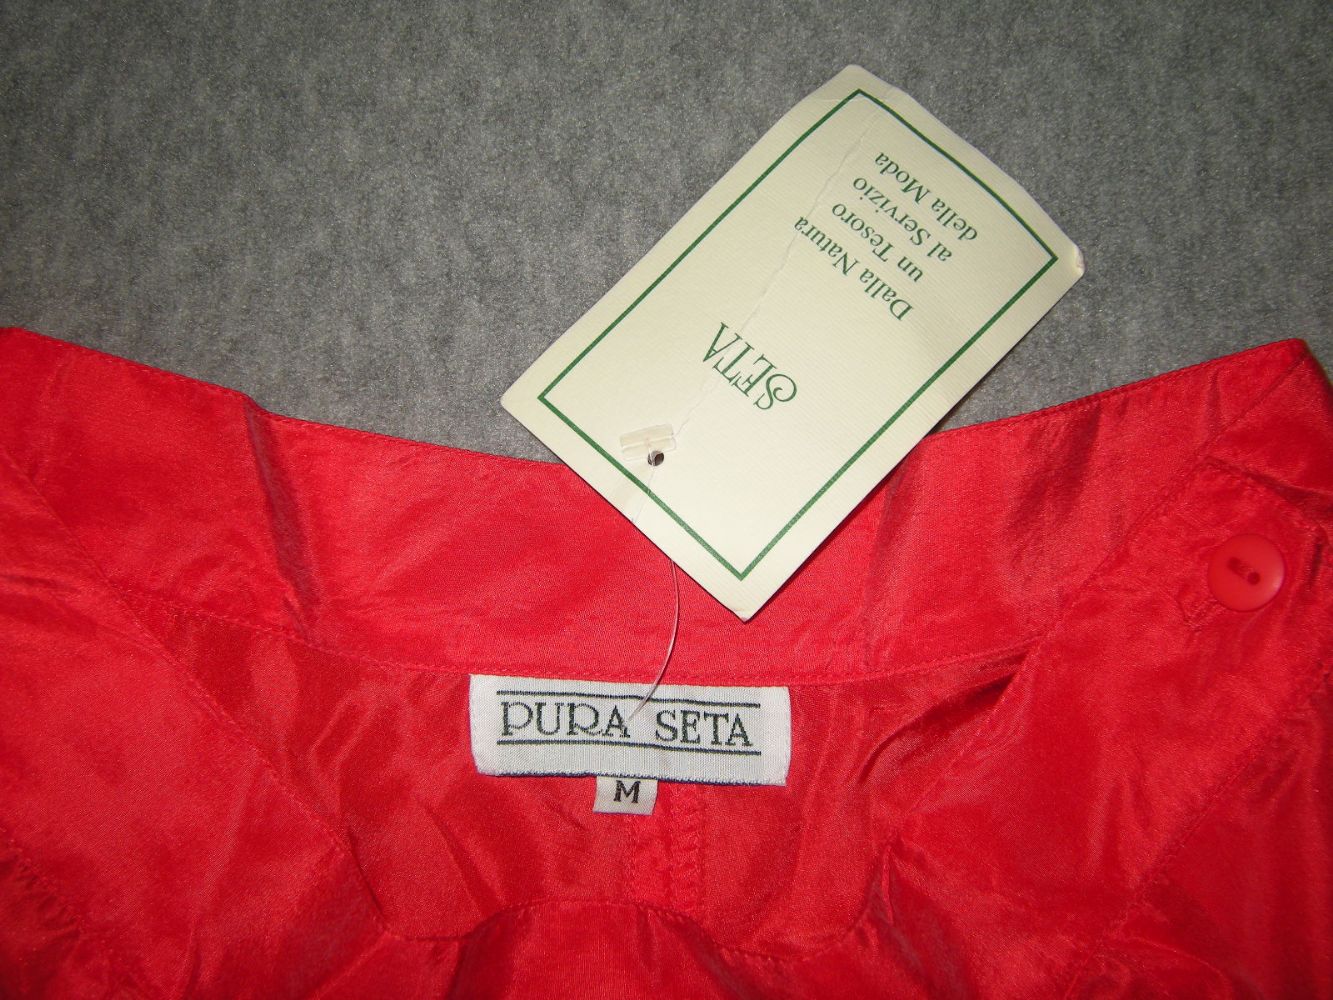 SETA
Dalla Natura
un Tesoro
al Servizio
della Moda
PURA SETA
M